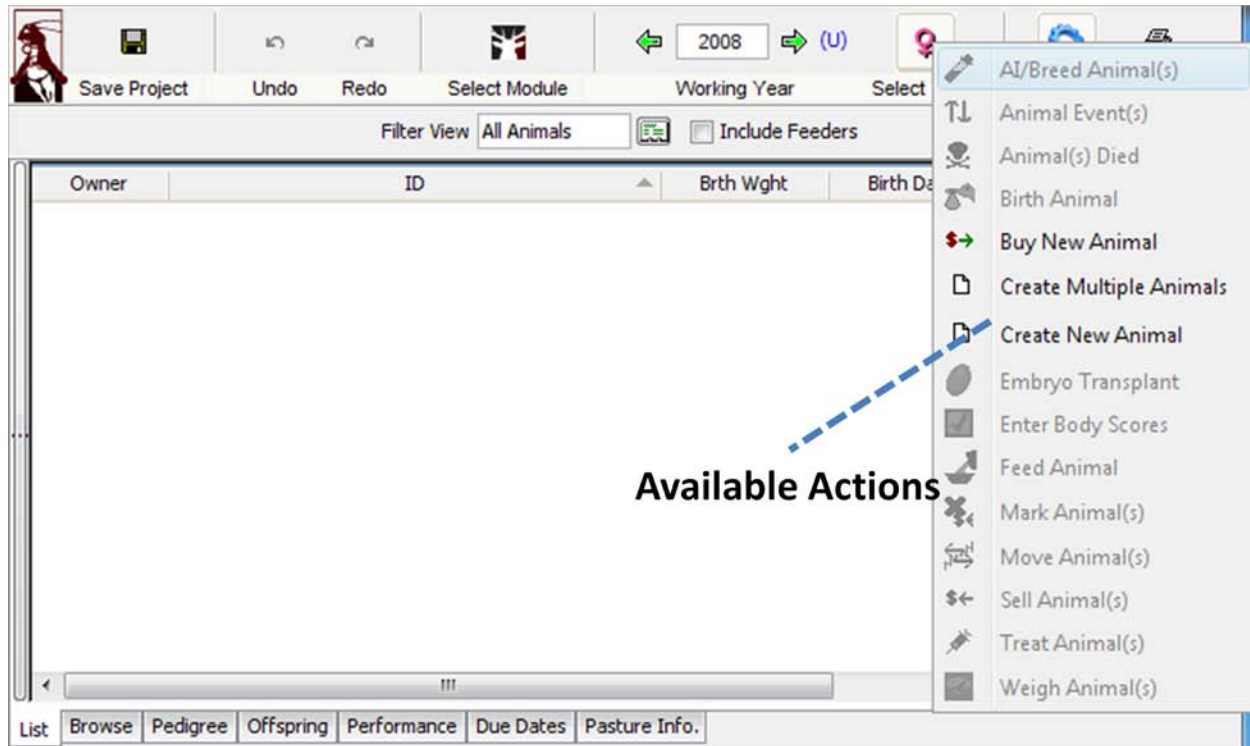 2008 (U)
Save Project Undo Redo Select Module Working Year Select
Filter View All Animals Include Feeders
Owner ID Brth Wght Birth Da
AI/Breed Animal(s)
Animal Event(s)
Animal(s) Died
Birth Animal
Buy New Animal
Create Multiple Animals
Create New Animal
Embryo Transplant
Enter Body Scores
Feed Animal
Mark Animal(s)
Move Animal(s)
Sell Animal(s)
Treat Animal(s)
Weigh Animal(s)
Available Actions
List Browse Pedigree Offspring Performance Due Dates Pasture Info.